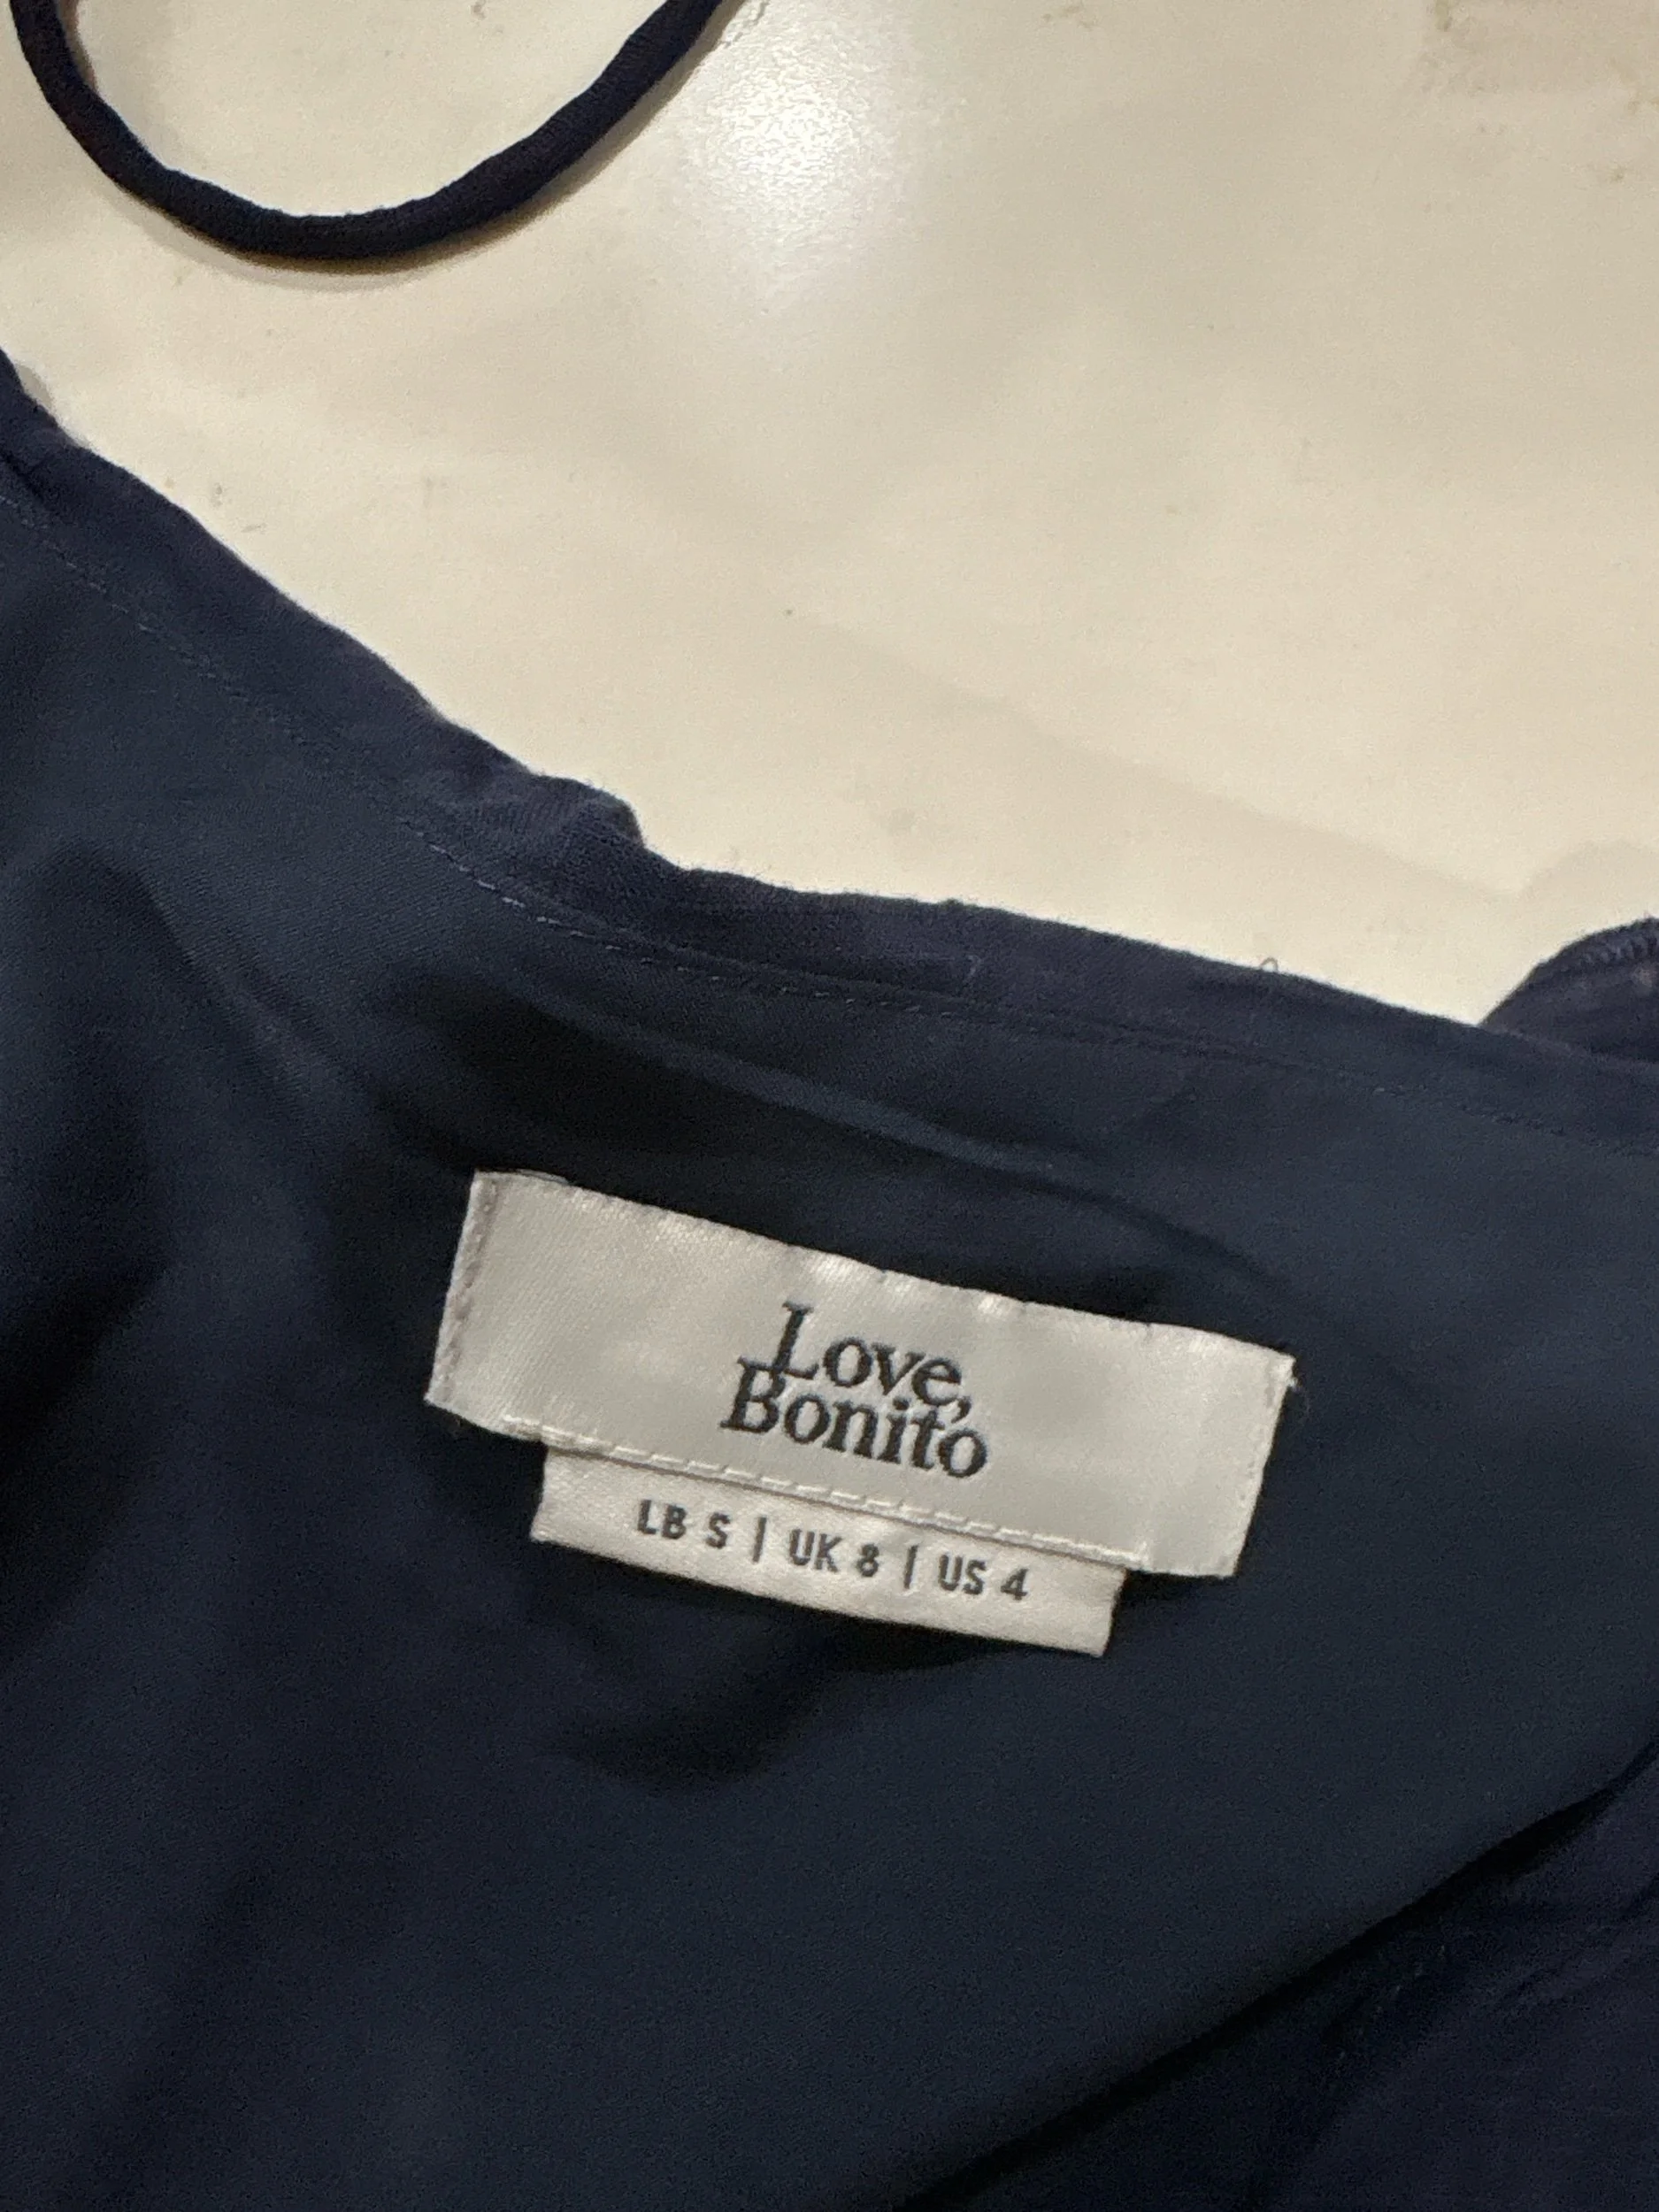 Love,
Bonito
LB S | UK 8 | US 4